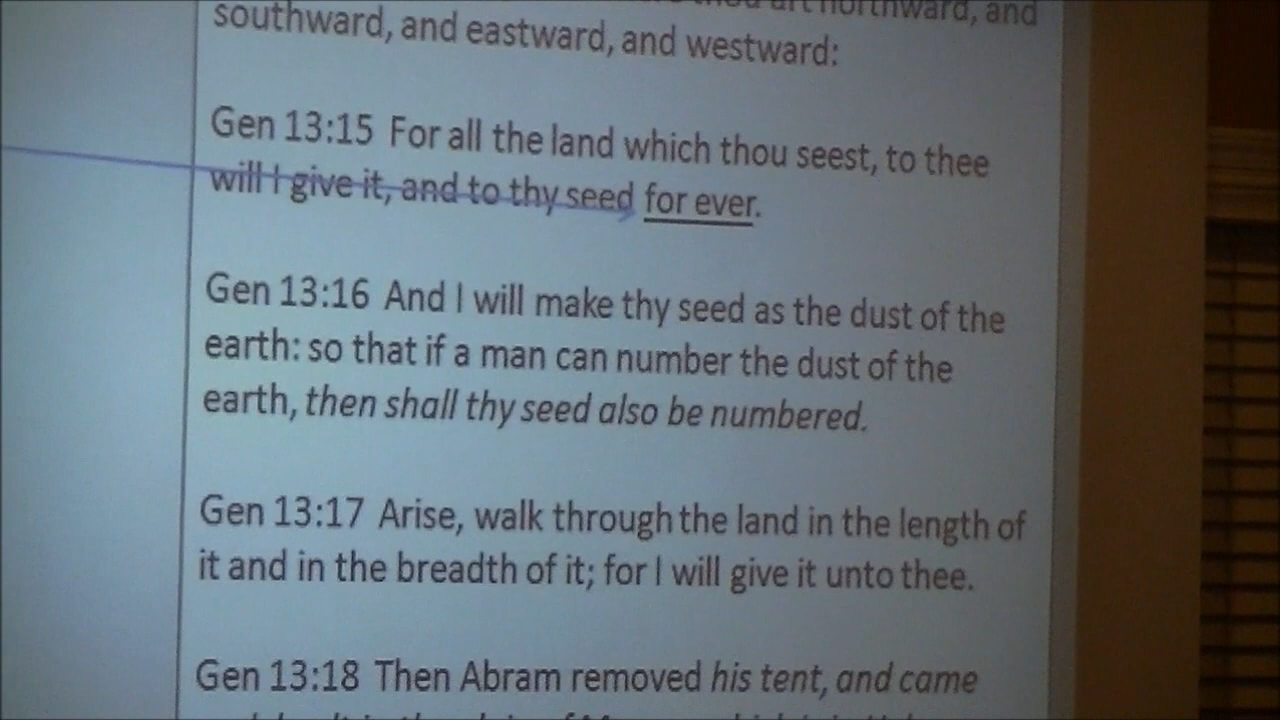 thou art northward, and
southward, and eastward, and westward:
Gen 13:15 For all the land which thou seest, to thee
will I give it, and to thy seed for ever.
Gen 13:16 And I will make thy seed as the dust of the
earth: so that if a man can number the dust of the
earth, then shall thy seed also be numbered.
Gen 13:17 Arise, walk through the land in the length of
it and in the breadth of it; for I will give it unto thee.
Gen 13:18 Then Abram removed his tent, and came